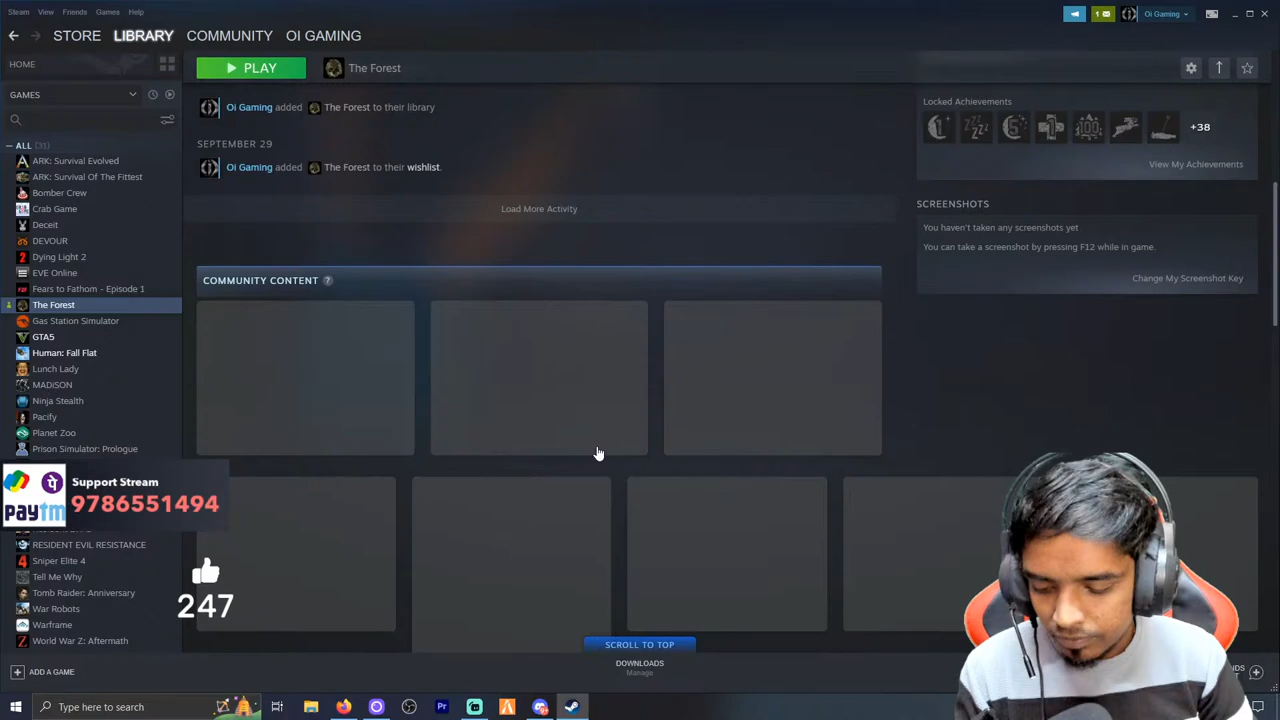 Steam View Friends Games Help
1
Oi Gaming
STORE LIBRARY COMMUNITY OI GAMING
HOME
PLAY
The Forest
GAMES
Oi Gaming added The Forest to their library
SEPTEMBER 29
Oi Gaming added The Forest to their wishlist.
Load More Activity
COMMUNITY CONTENT ?
Locked Achievements
+38
View My Achievements
SCREENSHOTS
You haven't taken any screenshots yet
You can take a screenshot by pressing F12 while in game.
Change My Screenshot Key
ALL (31)
ARK: Survival Evolved
ARK: Survival Of The Fittest
Bomber Crew
Crab Game
Deceit
DEVOUR
Dying Light 2
EVE Online
Fears to Fathom - Episode 1
The Forest
Gas Station Simulator
GTA5
Human: Fall Flat
Lunch Lady
MADiSON
Ninja Stealth
Pacify
Planet Zoo
Prison Simulator: Prologue
paytm
Support Stream
9786551494
RESIDENT EVIL RESISTANCE
Sniper Elite 4
Tell Me Why
Tomb Raider: Anniversary
War Robots
Warframe
World War Z: Aftermath
247
SCROLL TO TOP
ADD A GAME
DOWNLOADS
Manage
Type here to search